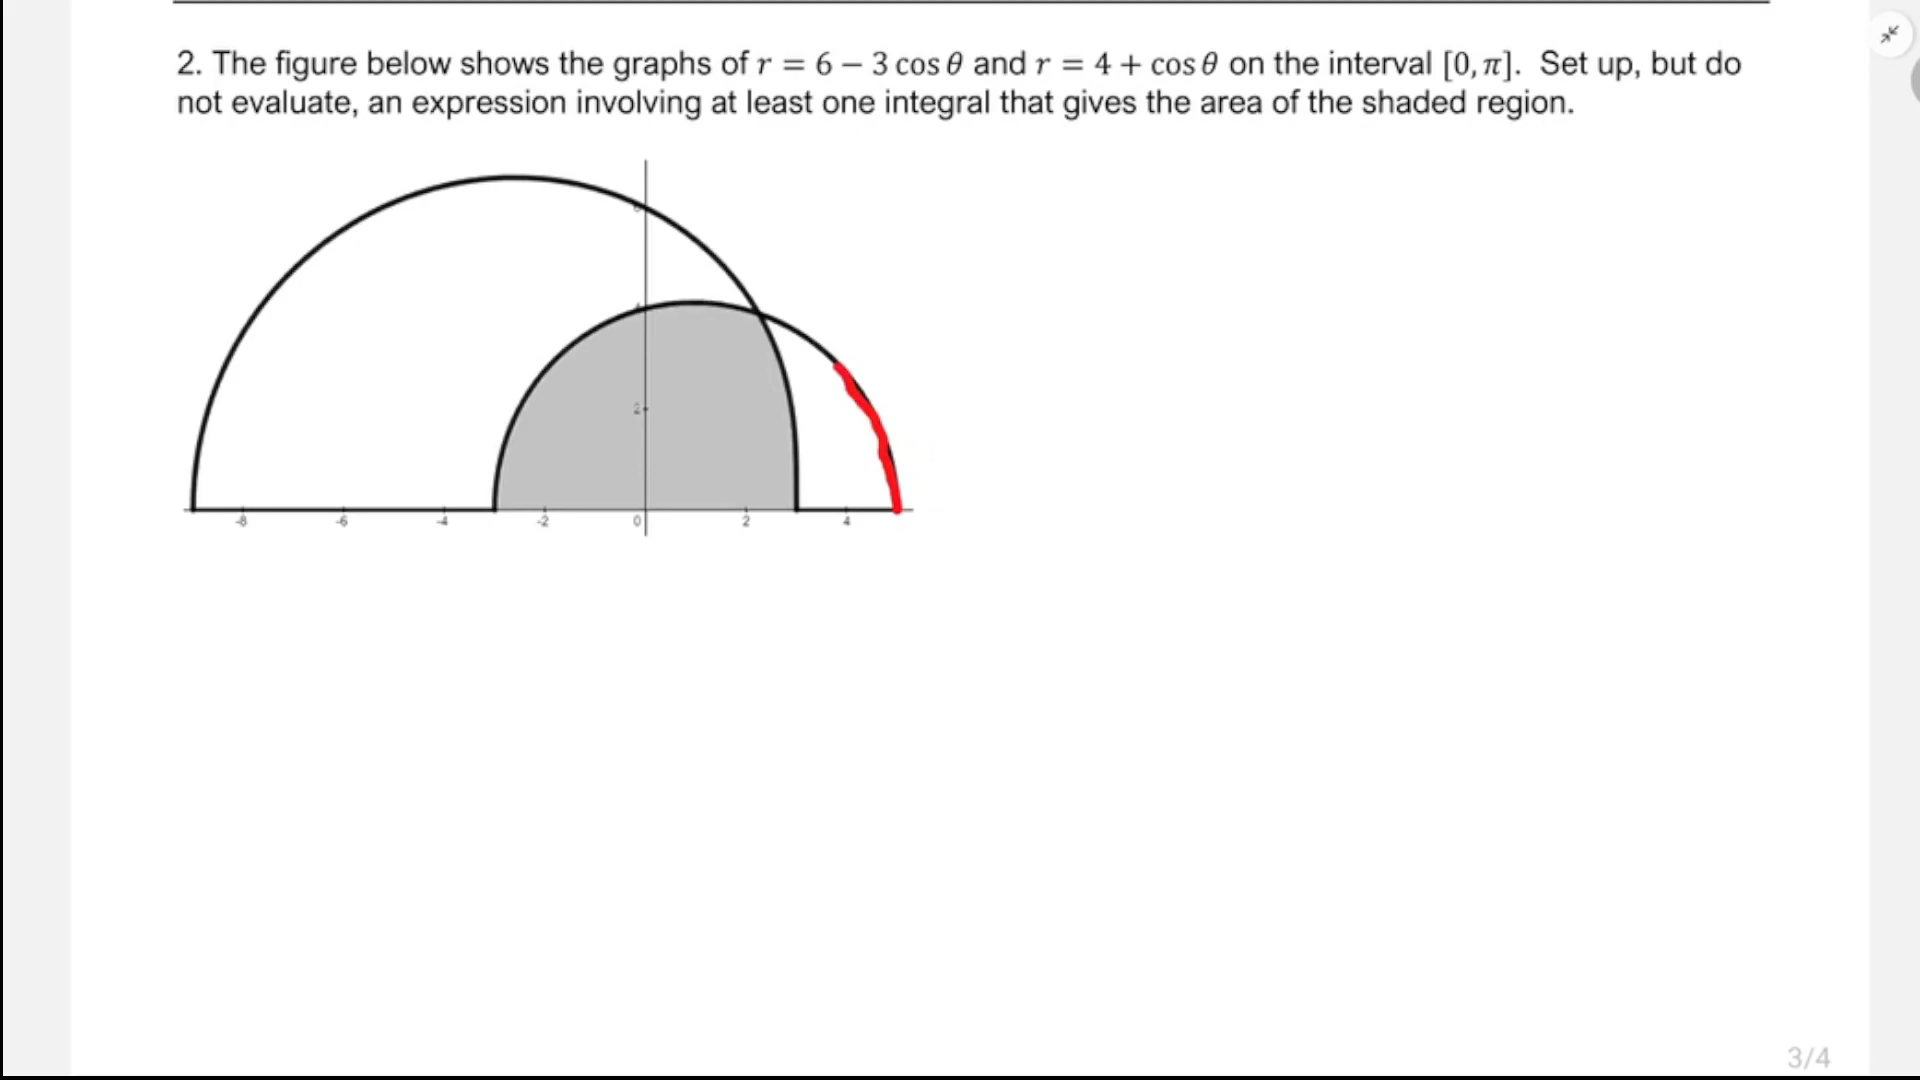 2. The figure below shows the graphs of r = 6 − 3 cos θ and r = 4 + cos θ on the interval [0, π]. Set up, but do
not evaluate, an expression involving at least one integral that gives the area of the shaded region.
6
4
2
-8 -6 -4 -2 0 2 4
3/4